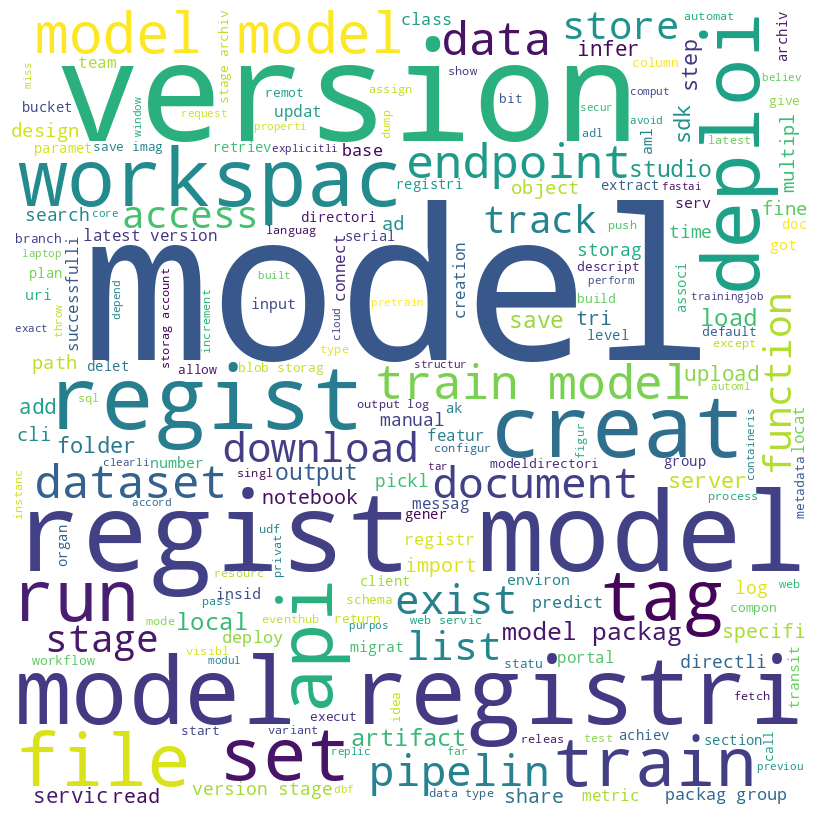 model model
class
data
store
infer
step
deploi
archiv
miss
team
stage archiv
version
show
column
automat
assign
bucket
window
request
remot
bit
comput
believ
sdk
secur
give
design
properti
updat
dump
adl
avoid
aml
latest
multipl
paramet
save imag
retriev
explicitli
base
endpoint
studio
workspac
registri
object
extract
fastai
serv
search
core
access
directori
ad
track
push
time
fine
doc
branch
latest version
languag
serial
storag
got
laptop
plan
successfulli
built
connect
creation
descript
associ
uri
depend
model
input
pretrain
build
perform
trainingjob
increment
save
tri
load
default
exact
throw
storag account
cloud
level
except
function
path
delet
allow
type
structur
blob storag
regist
train model
upload
automl
locat
add
sql
output log
ak
creat
cli
folder
download
manual
featur
configur
figur
containeris
clearli
number
singl
tar
modeldirectori
group
metadata
dataset
output
pickl
document
server
process
instanc
accord
notebook
messag
gener
regist model
organ
udf
privat
registr
import
run
resourc
client
environ
log
web
pass
insid
schema
exist
predict
tag
compon
api
mode
local
eventhub
return
purpos
web servic
stage
deploy
list
model packag
specifi
migrat
statu
portal
directli
transit
workflow
visibl
modul
model registri
fetch
start
variant
execut
idea
releas
test
achiev
section
call
previou
file
set
artifact
replic
far
pipelin
train
servic
read
version stage
dbf
data type
share
metric
packag group